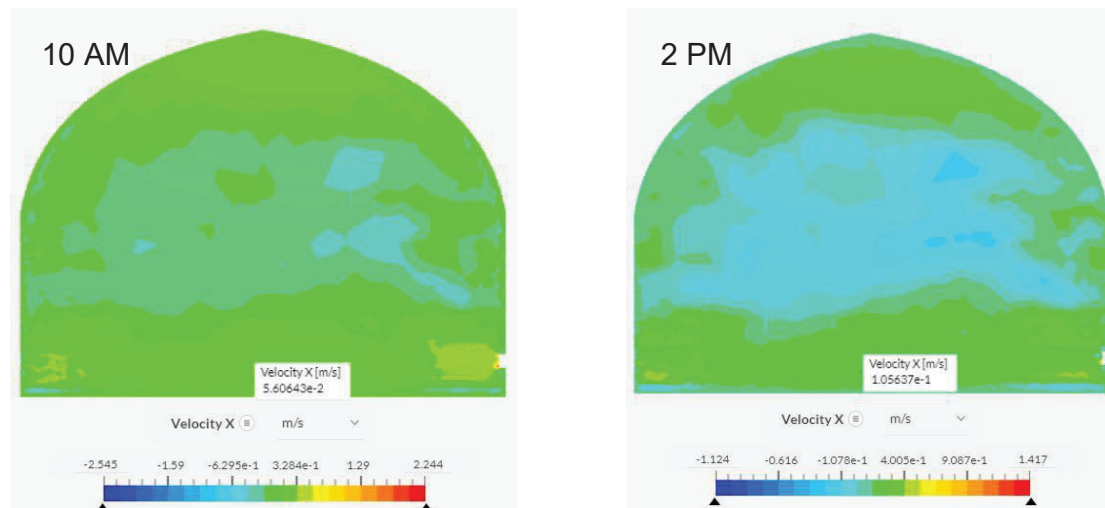 10 AM
Velocity X [m/s]
5.60643e-2
Velocity X m/s
-2.545 -1.59 -6.295e-1 3.284e-1 1.29 2.244
2 PM
Velocity X [m/s]
1.05637e-1
Velocity X m/s
-1.124 -0.616 -1.078e-1 4.005e-1 9.087e-1 1.417